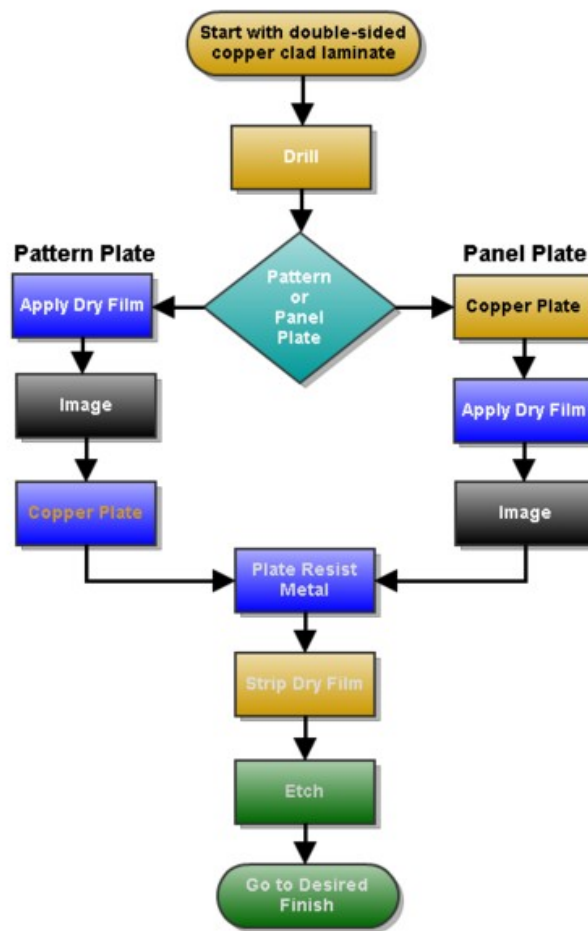 Start with double-sided
copper clad laminate
Drill
Pattern
or
Panel
Plate
Pattern Plate
Apply Dry Film
Image
Copper Plate
Panel Plate
Copper Plate
Apply Dry Film
Image
Plate Resist
Metal
Strip Dry Film
Etch
Go to Desired
Finish